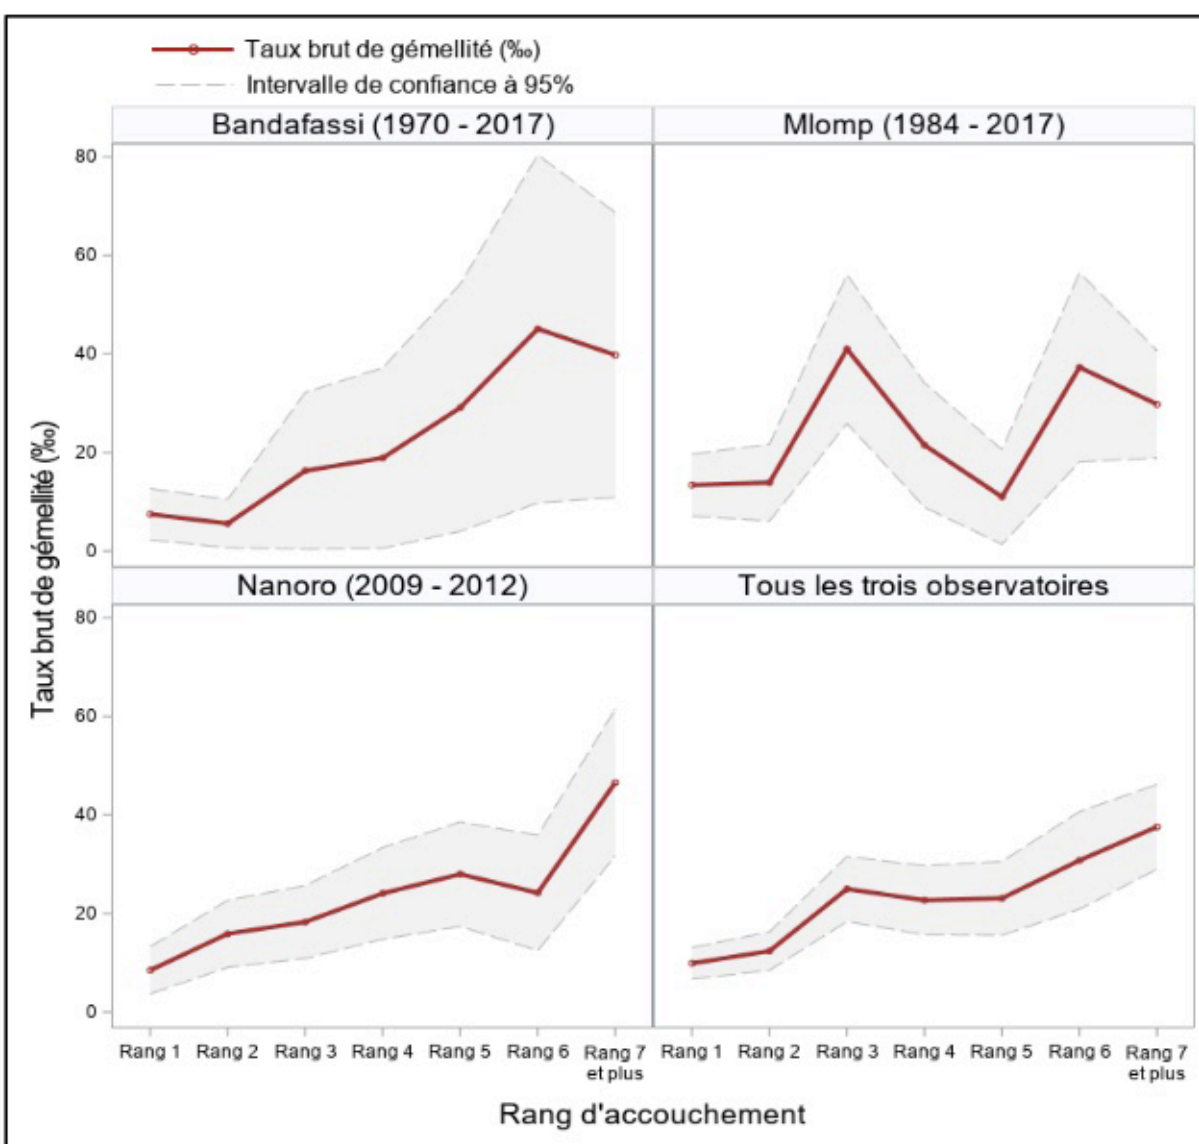 Taux brut de gémellité (‰)
Intervalle de confiance à 95%
Bandafassi (1970 - 2017)
Mlomp (1984 - 2017)
80
60
40
20
0
Nanoro (2009 - 2012)
Tous les trois observatoires
80
60
40
20
0
Taux brut de gémellité (‰)
Rang 1 Rang 2 Rang 3 Rang 4 Rang 5 Rang 6 Rang 7
et plus
Rang 1 Rang 2 Rang 3 Rang 4 Rang 5 Rang 6 Rang 7
et plus
Rang d'accouchement